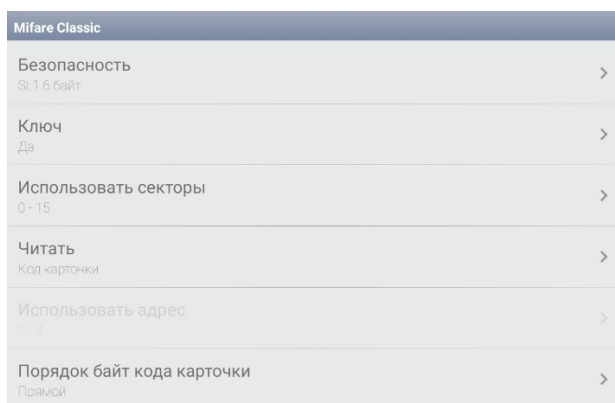 Mifare Classic
Безопасность
SL1 6 байт
Ключ
Да
Использовать секторы
0 - 15
Читать
Код карточки
Использовать адрес
0 - 4
Порядок байт кода карточки
Прямой